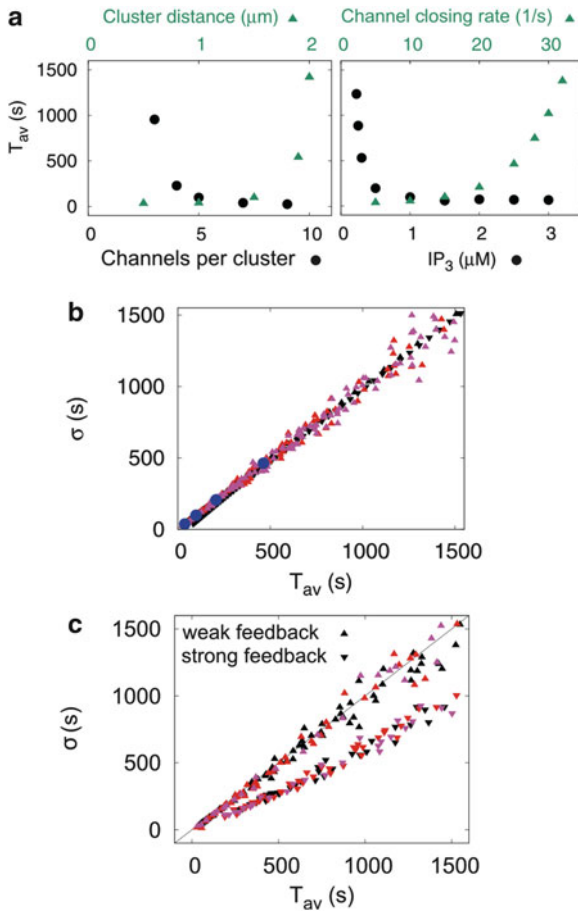 a
Cluster distance (μm) ▲
Channel closing rate (1/s) ▲
0 1 2
0 10 20 30
1500
1000
500
0
T_av (s)
0 5 10
0 1 2 3
Channels per cluster ●
IP_3 (μM) ●
b
1500
1000
500
0
σ (s)
0 500 1000 1500
T_av (s)
c
weak feedback ▲
strong feedback ▼
1500
1000
500
0
σ (s)
0 500 1000 1500
T_av (s)